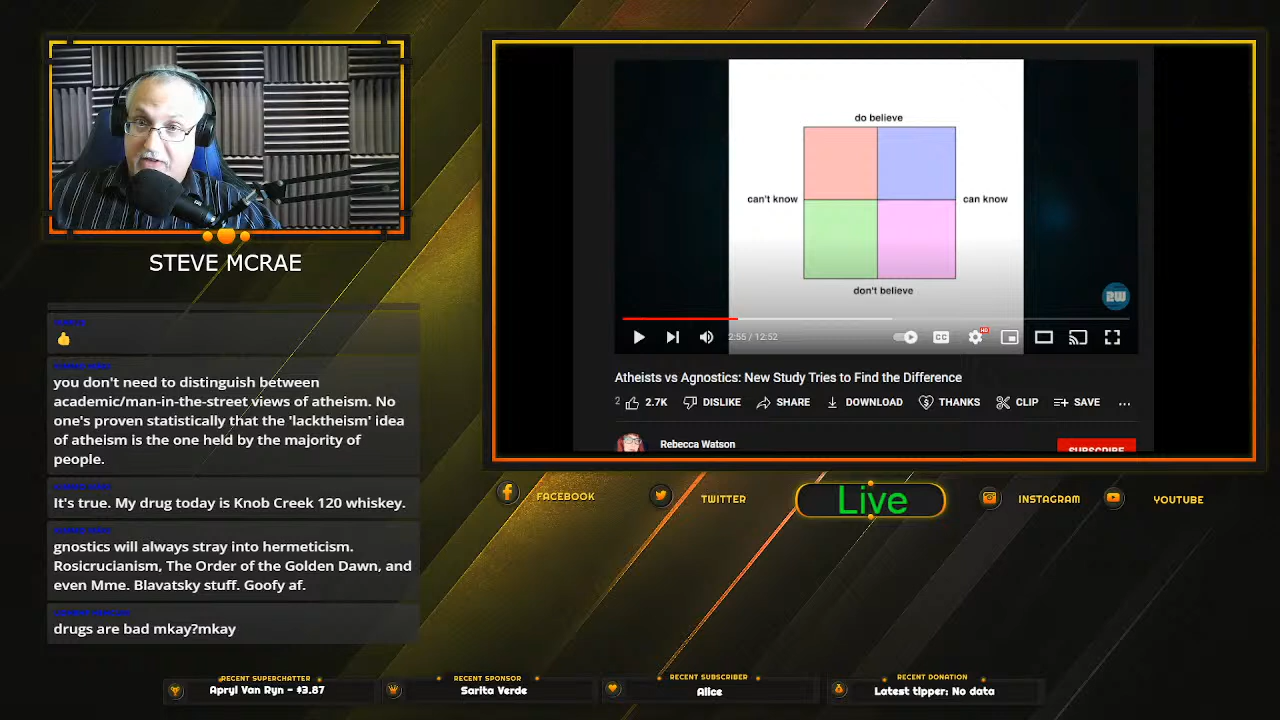 STEVE MCRAE
👍
you don't need to distinguish between
academic/man-in-the-street views of atheism. No
one's proven statistically that the 'lacktheism' idea
of atheism is the one held by the majority of
people.
It's true. My drug today is Knob Creek 120 whiskey.
gnostics will always stray into hermeticism.
Rosicrucianism, The Order of the Golden Dawn, and
even Mme. Blavatsky stuff. Goofy af.
drugs are bad mkay?mkay
do believe
can't know
can know
don't believe
2:55 / 12:52
CC
HD
Atheists vs Agnostics: New Study Tries to Find the Difference
2.7K
DISLIKE
SHARE
DOWNLOAD
THANKS
CLIP
SAVE
...
Rebecca Watson
SUBSCRIBE
FACEBOOK
TWITTER
Live
INSTAGRAM
YOUTUBE
RECENT SUPERCHATTER
Apryl Van Ryn - $3.87
RECENT SPONSOR
Sarita Verde
RECENT SUBSCRIBER
Alice
RECENT DONATION
Latest tipper: No data